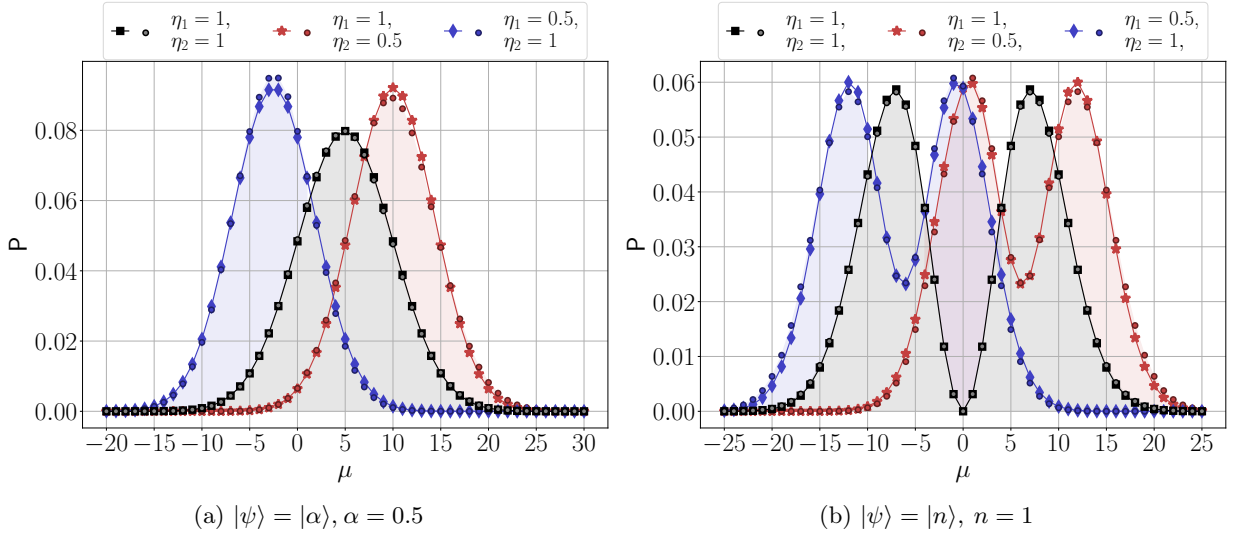 η₁ = 1,
η₂ = 1
η₁ = 1,
η₂ = 0.5
η₁ = 0.5,
η₂ = 1
P
0.08
0.06
0.04
0.02
0.00
−20 −15 −10 −5 0 5 10 15 20 25 30
μ
(a) |ψ⟩ = |α⟩, α = 0.5
η₁ = 1,
η₂ = 1,
η₁ = 1,
η₂ = 0.5,
η₁ = 0.5,
η₂ = 1,
P
0.06
0.05
0.04
0.03
0.02
0.01
0.00
−25 −20 −15 −10 −5 0 5 10 15 20 25
μ
(b) |ψ⟩ = |n⟩, n = 1